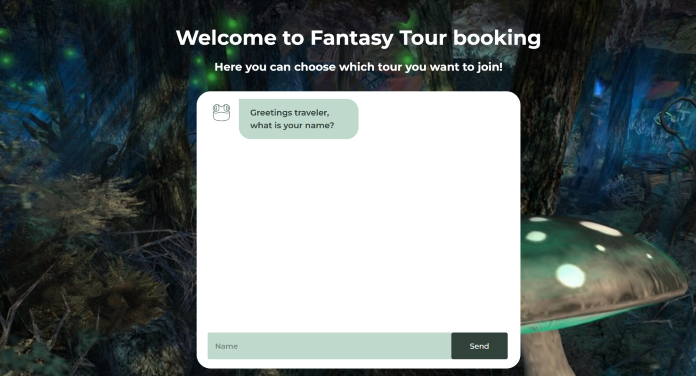 Welcome to Fantasy Tour booking
Here you can choose which tour you want to join!
Greetings traveler,
what is your name?
Name
Send